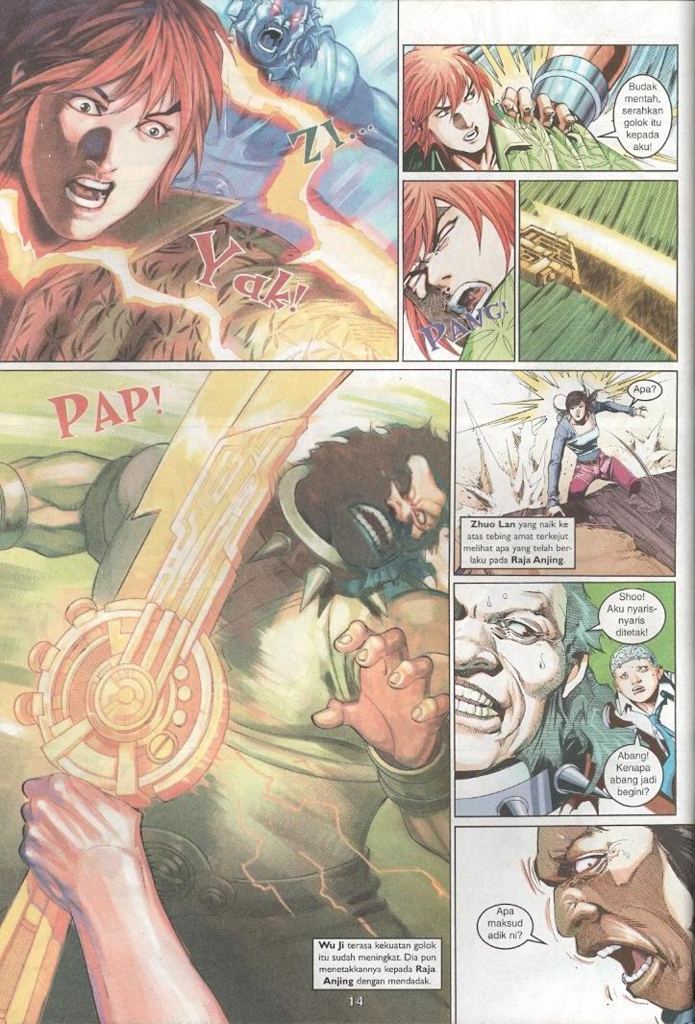 ZI...
Yak!
Budak
mentah,
serahkan
golok itu
kepada
aku!
PANG!
PAP!
Wu Ji terasa kekuatan golok
itu sudah meningkat. Dia pun
menetakkannya kepada Raja
Anjing dengan mendadak.
Apa?
Zhuo Lan yang naik ke
atas tebing amat terkejut
melihat apa yang telah ber-
laku pada Raja Anjing.
Shoo!
Aku nyaris-
nyaris
ditetak!
Abang!
Kenapa
abang jadi
begini?
Apa
maksud
adik ni?
14